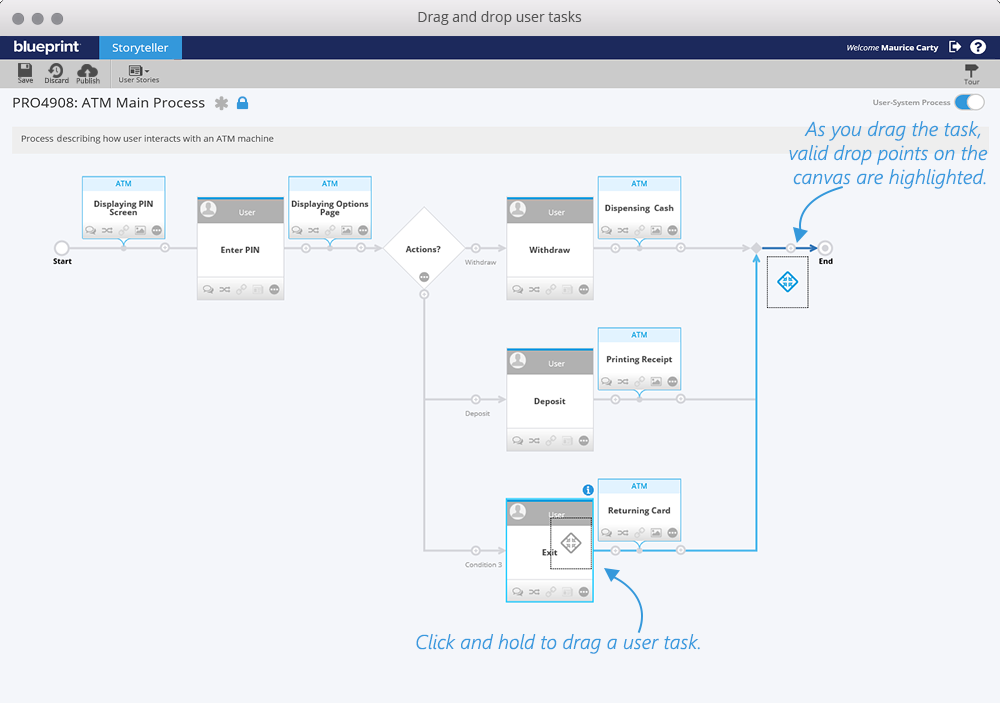 Drag and drop user tasks
blueprint Storyteller Welcome Maurice Carty
Save Discard Publish User Stories Tour
PRO4908: ATM Main Process User-System Process
Process describing how user interacts with an ATM machine
As you drag the task,
valid drop points on the
canvas are highlighted.
ATM
Displaying PIN
Screen
ATM
Displaying Options
Page
ATM
Dispensing Cash
Start
User
Enter PIN
Actions?
Withdraw
User
Withdraw
End
ATM
Printing Receipt
Deposit
User
Deposit
ATM
Returning Card
Condition 3
User
Exit
Click and hold to drag a user task.